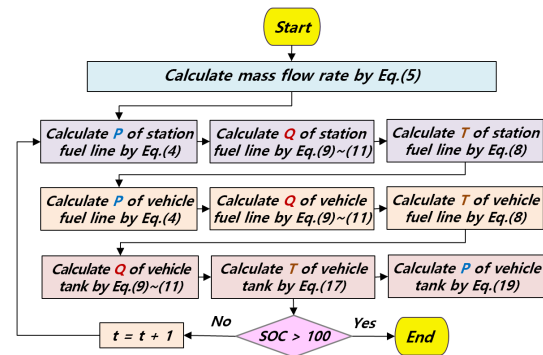 Start
Calculate mass flow rate by Eq.(5)
Calculate P of station
fuel line by Eq.(4)
Calculate Q of station
fuel line by Eq.(9)~(11)
Calculate T of station
fuel line by Eq.(8)
Calculate P of vehicle
fuel line by Eq.(4)
Calculate Q of vehicle
fuel line by Eq.(9)~(11)
Calculate T of vehicle
fuel line by Eq.(8)
Calculate Q of vehicle
tank by Eq.(9)~(11)
Calculate T of vehicle
tank by Eq.(17)
Calculate P of vehicle
tank by Eq.(19)
t = t + 1
No
SOC > 100
Yes
End